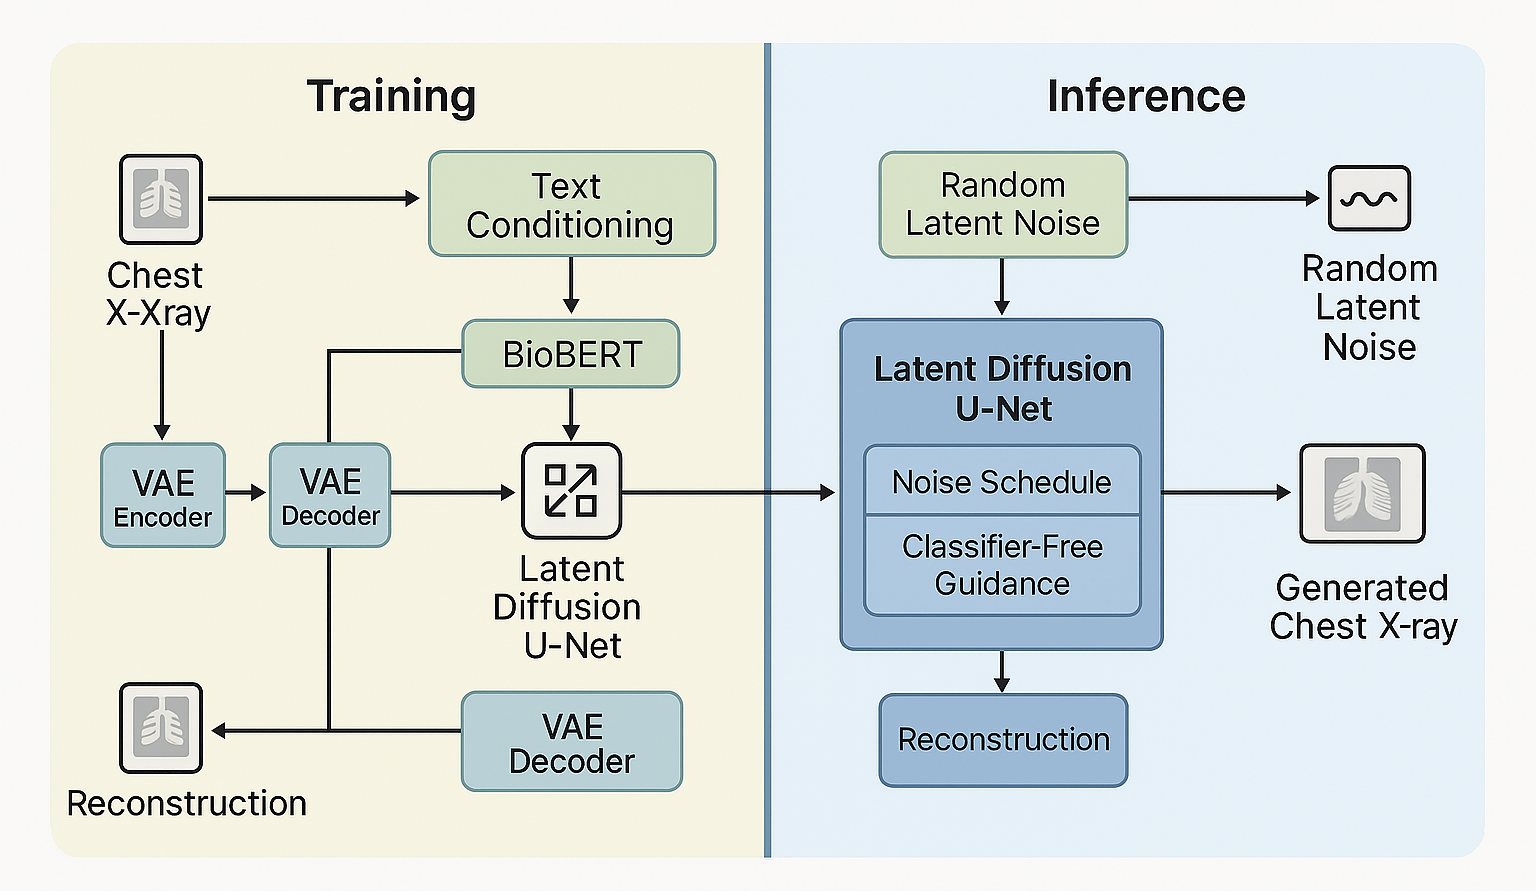 Training
Chest
X-Xray
Text
Conditioning
BioBERT
VAE
Encoder
VAE
Decoder
Latent
Diffusion
U-Net
Reconstruction
VAE
Decoder
Inference
Random
Latent Noise
Random
Latent
Noise
Latent Diffusion
U-Net
Noise Schedule
Classifier-Free
Guidance
Generated
Chest X-ray
Reconstruction